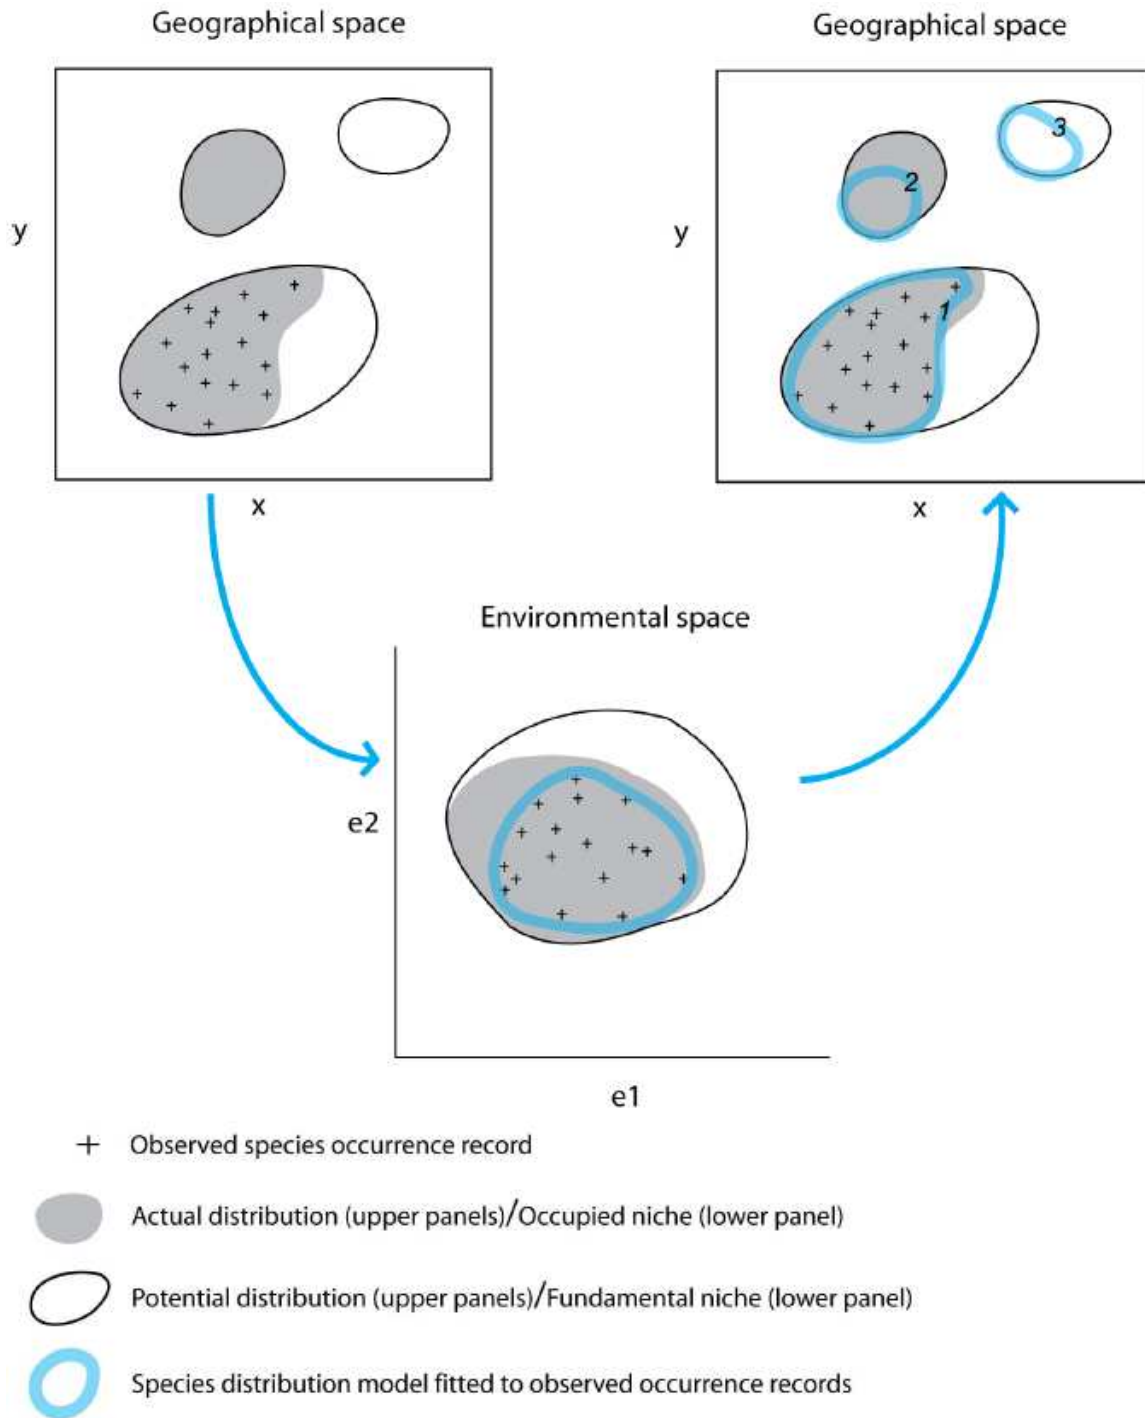 Geographical space
Geographical space
y
x
3
2
1
y
x
Environmental space
e2
e1
+ Observed species occurrence record
Actual distribution (upper panels)/Occupied niche (lower panel)
Potential distribution (upper panels)/Fundamental niche (lower panel)
Species distribution model fitted to observed occurrence records